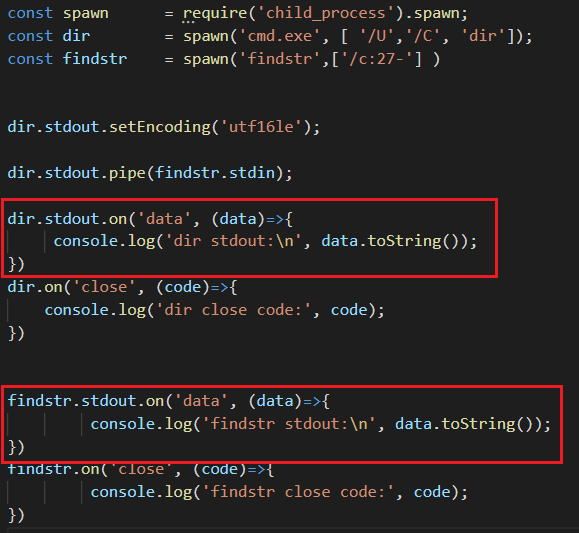 const spawn      = require('child_process').spawn;
const dir        = spawn('cmd.exe', [ '/U','/C', 'dir']);
const findstr    = spawn('findstr',['/c:27-'] )
dir.stdout.setEncoding('utf16le');
dir.stdout.pipe(findstr.stdin);
dir.stdout.on('data', (data)=>{
     console.log('dir stdout:\n', data.toString());
})
dir.on('close', (code)=>{
    console.log('dir close code:', code);
})
findstr.stdout.on('data', (data)=>{
         console.log('findstr stdout:\n', data.toString());
})
findstr.on('close', (code)=>{
         console.log('findstr close code:', code);
})